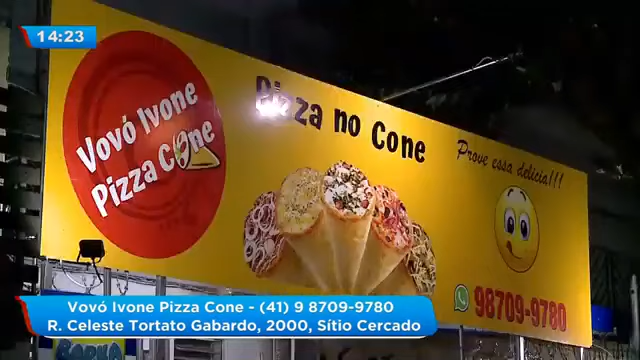 14:23
Vovó Ivone
Pizza Cone
Pizza no Cone
Prove essa delicia!!!
98709-9780
Vovó Ivone Pizza Cone - (41) 9 8709-9780
R. Celeste Tortato Gabardo, 2000, Sítio Cercado